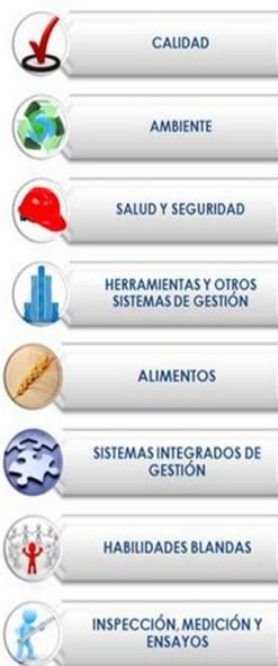 CALIDAD
AMBIENTE
SALUD Y SEGURIDAD
HERRAMIENTAS Y OTROS
SISTEMAS DE GESTIÓN
ALIMENTOS
SISTEMAS INTEGRADOS DE
GESTIÓN
HABILIDADES BLANDAS
INSPECCIÓN, MEDICIÓN Y
ENSAYOS